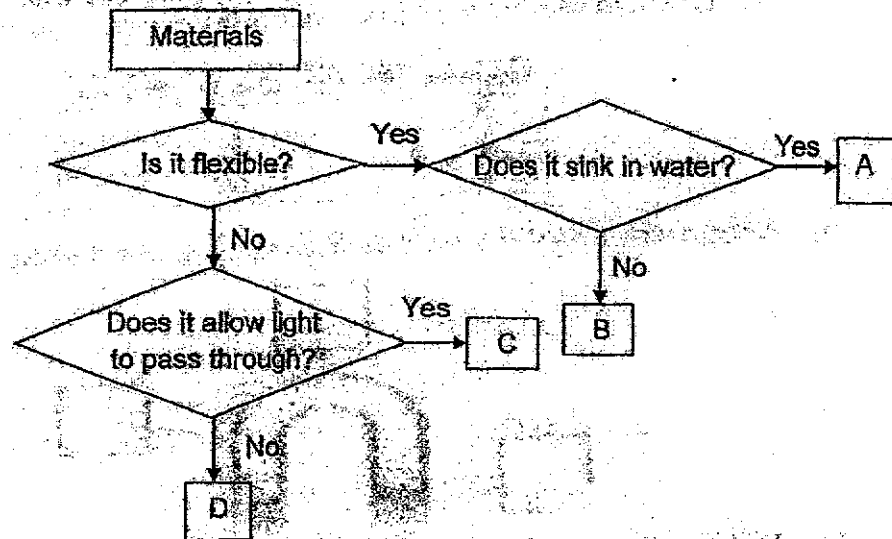 Materials
Is it flexible?
Yes
Does it sink in water?
Yes
A
No
B
No
Does it allow light
to pass through?
Yes
C
No
D